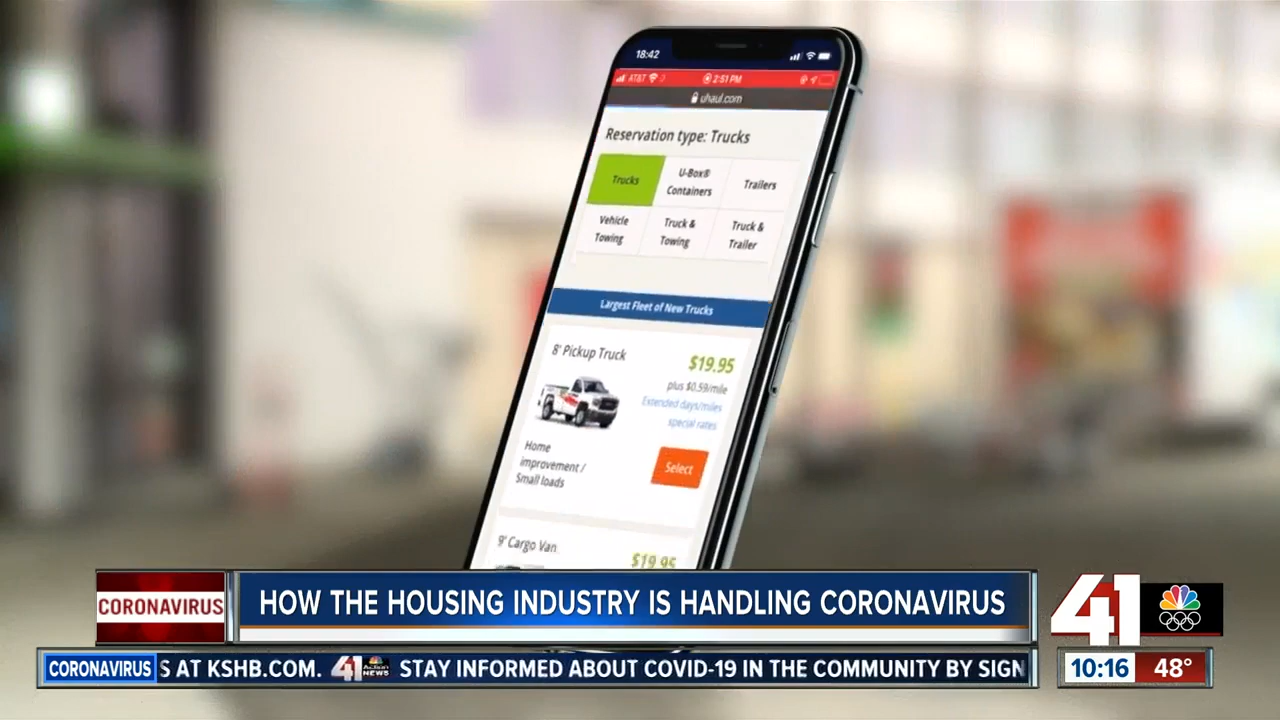 18:42
AT&T 2:51 PM
uhaul.com
Reservation type: Trucks
Trucks
U-Box®
Containers
Trailers
Vehicle
Towing
Truck &
Towing
Truck &
Trailer
Largest Fleet of New Trucks
8' Pickup Truck
$19.95
plus $0.59/mile
Extended days/miles
special rates
Home
improvement /
Small loads
Select
9' Cargo Van
$19.95
CORONAVIRUS
HOW THE HOUSING INDUSTRY IS HANDLING CORONAVIRUS
41
CORONAVIRUS
S AT KSHB.COM. 41 Action NEWS STAY INFORMED ABOUT COVID-19 IN THE COMMUNITY BY SIGN
10:16 48°